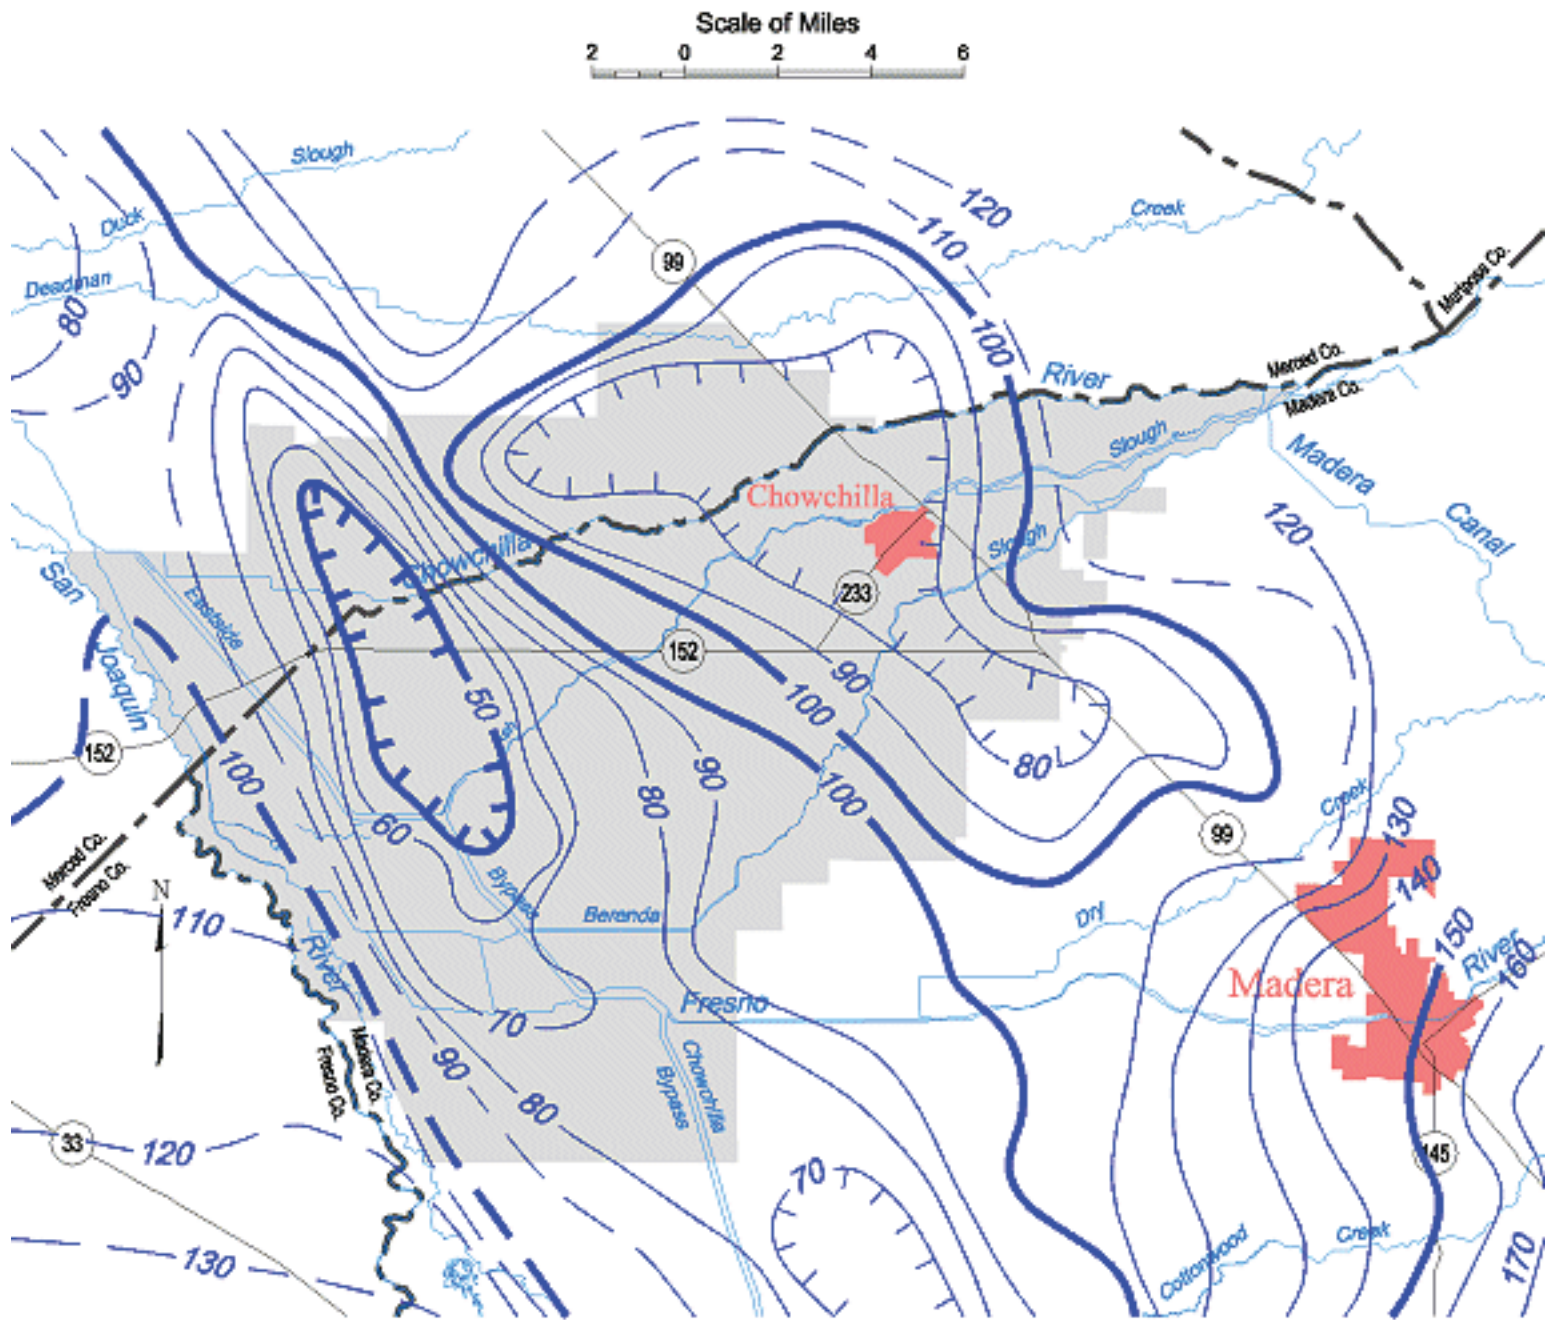 Scale of Miles
2 0 2 4 6
Slough
Duck
Deadman
80
90
99
120
110
100
Creek
Mariposa Co.
Merced Co.
Madera Co.
River
Slough
Madera
Canal
Chowchilla
Slough
120
Chowchilla
233
152
San
Joaquin
Eastside
50
90
100
80
152
100
90
80
100
60
99
Creek
130
140
Merced Co.
Fresno Co.
N
110
River
Bypass
Berenda
Dry
150
River
160
Madera
Fresno
70
90
80
Madera Co.
Fresno Co.
Chowchilla
Bypass
33
120
145
70
130
Cottonwood
Creek
170